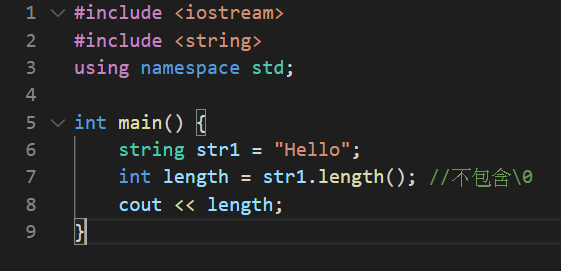 1 #include <iostream>
2 #include <string>
3 using namespace std;
4
5 int main() {
6     string str1 = "Hello";
7     int length = str1.length(); //不包含\0
8     cout << length;
9 }